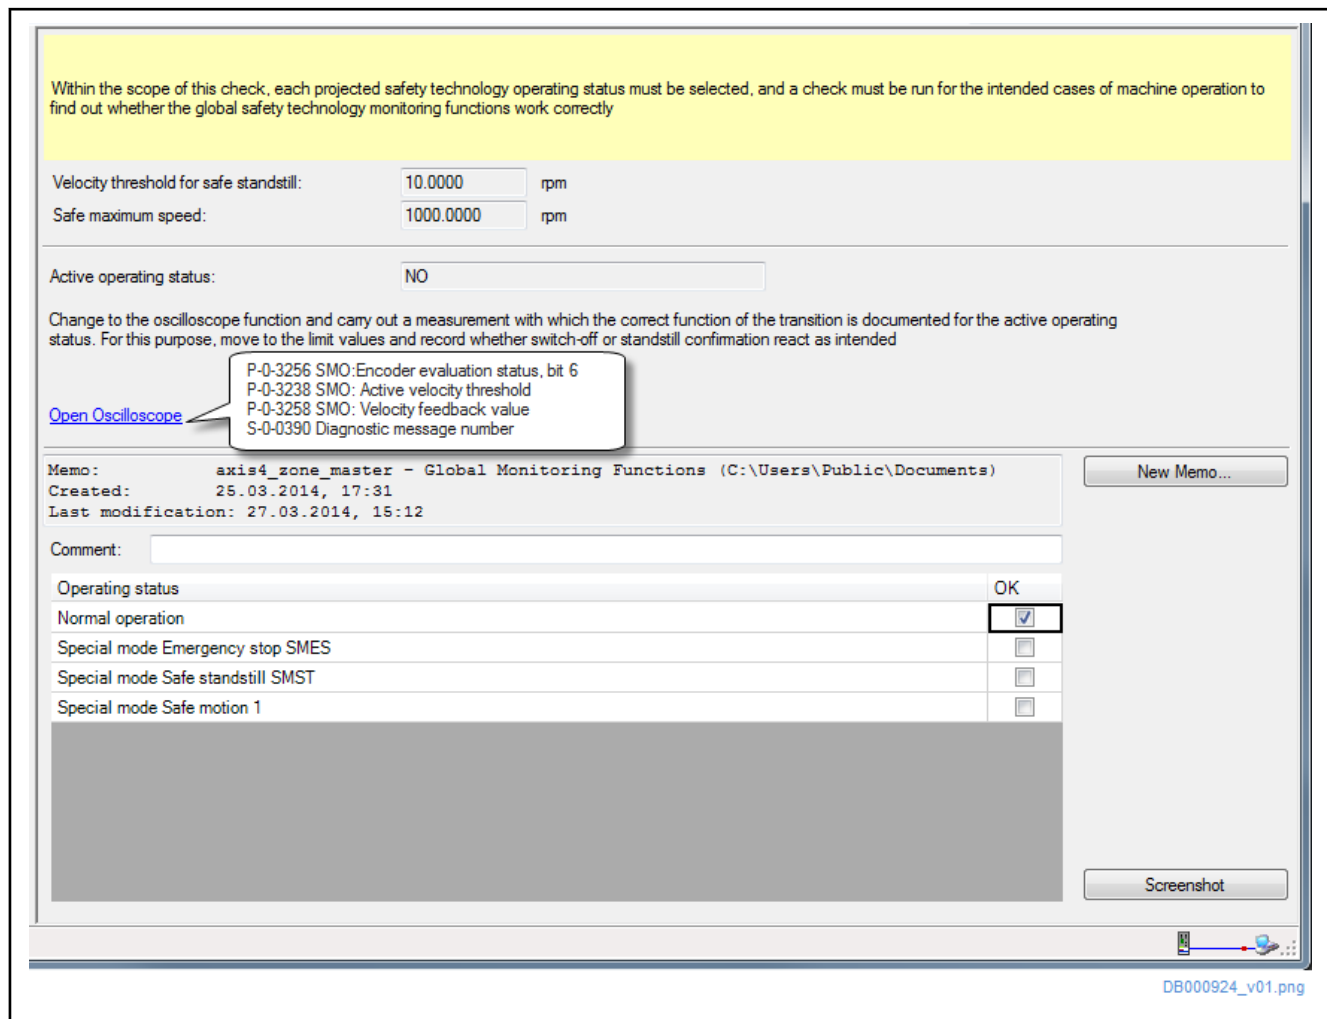 Within the scope of this check, each projected safety technology operating status must be selected, and a check must be run for the intended cases of machine operation to
find out whether the global safety technology monitoring functions work correctly
Velocity threshold for safe standstill: 10.0000 rpm
Safe maximum speed: 1000.0000 rpm
Active operating status: NO
Change to the oscilloscope function and carry out a measurement with which the correct function of the transition is documented for the active operating
status. For this purpose, move to the limit values and record whether switch-off or standstill confirmation react as intended
P-0-3256 SMO:Encoder evaluation status, bit 6
P-0-3238 SMO: Active velocity threshold
P-0-3258 SMO: Velocity feedback value
S-0-0390 Diagnostic message number
Open Oscilloscope
Memo: axis4_zone_master - Global Monitoring Functions (C:\Users\Public\Documents)
Created: 25.03.2014, 17:31
Last modification: 27.03.2014, 15:12
New Memo...
Comment:
Operating status OK
Normal operation
Special mode Emergency stop SMES
Special mode Safe standstill SMST
Special mode Safe motion 1
Screenshot
DB000924_v01.png